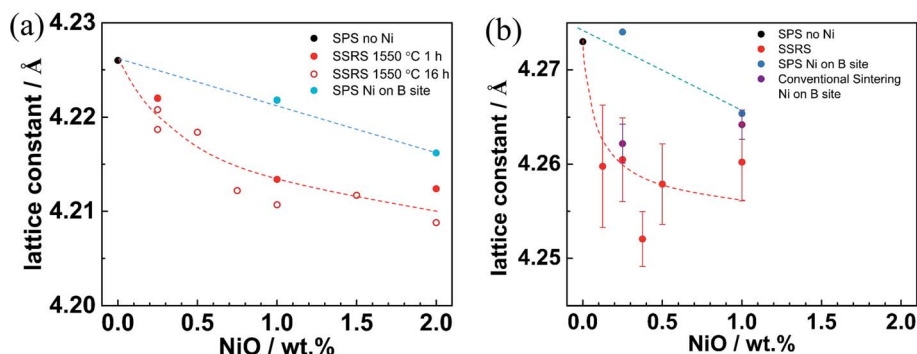 (a)
4.23
4.22
4.21
4.20
lattice constant / Å
SPS no Ni
SSRS 1550 °C 1 h
SSRS 1550 °C 16 h
SPS Ni on B site
0.0 0.5 1.0 1.5 2.0
NiO / wt.%
(b)
4.27
4.26
4.25
lattice constant / Å
SPS no Ni
SSRS
SPS Ni on B site
Conventional Sintering
Ni on B site
0.0 0.5 1.0 1.5 2.0
NiO / wt.%